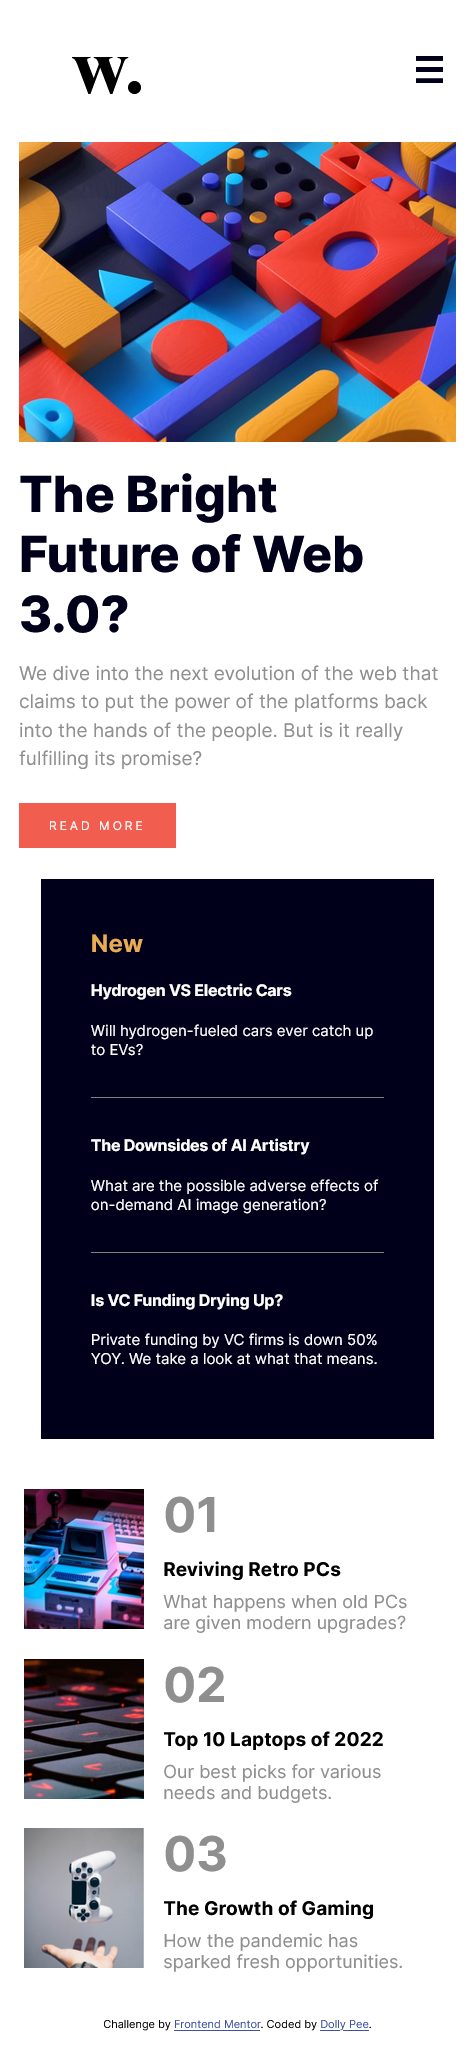 W.
The Bright
Future of Web
3.0?
We dive into the next evolution of the web that
claims to put the power of the platforms back
into the hands of the people. But is it really
fulfilling its promise?
READ MORE
New
Hydrogen VS Electric Cars
Will hydrogen-fueled cars ever catch up
to EVs?
The Downsides of AI Artistry
What are the possible adverse effects of
on-demand AI image generation?
Is VC Funding Drying Up?
Private funding by VC firms is down 50%
YOY. We take a look at what that means.
01
Reviving Retro PCs
What happens when old PCs
are given modern upgrades?
02
Top 10 Laptops of 2022
Our best picks for various
needs and budgets.
03
The Growth of Gaming
How the pandemic has
sparked fresh opportunities.
Challenge by Frontend Mentor. Coded by Dolly Pee.